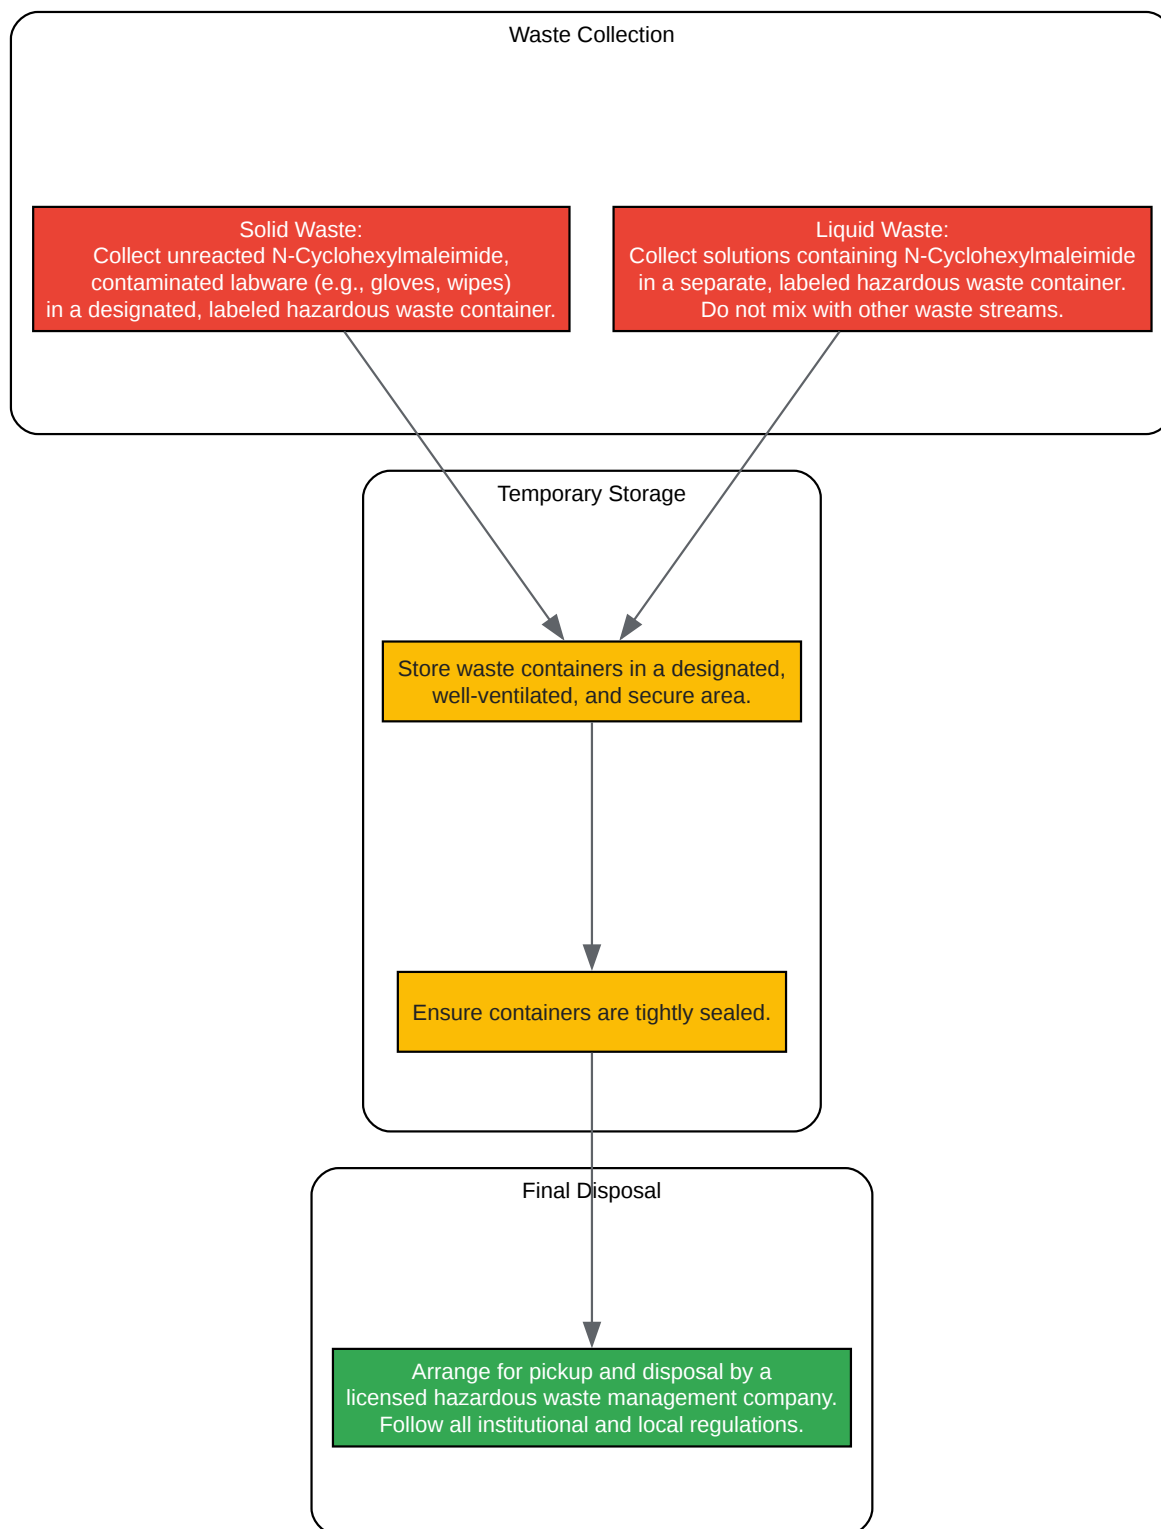 Waste Collection
Solid Waste:
Collect unreacted N-Cyclohexylmaleimide,
contaminated labware (e.g., gloves, wipes)
in a designated, labeled hazardous waste container.
Liquid Waste:
Collect solutions containing N-Cyclohexylmaleimide
in a separate, labeled hazardous waste container.
Do not mix with other waste streams.
Temporary Storage
Store waste containers in a designated,
well-ventilated, and secure area.
Ensure containers are tightly sealed.
Final Disposal
Arrange for pickup and disposal by a
licensed hazardous waste management company.
Follow all institutional and local regulations.